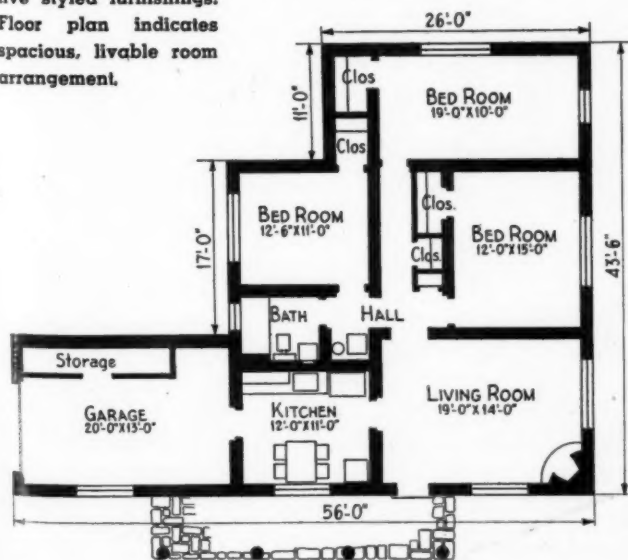 Floor plan indicates
spacious, livable room
arrangement.
26'-0"
11'-0"
Clos
BED ROOM
19'-0"X10'-0"
Clos.
17'-0"
BED ROOM
12'-6"X11'-0"
Clos.
BED ROOM
12'-0"X15'-0"
43'-6"
Clos.
BATH
HALL
Storage
GARAGE
20'-0"X13'-0"
KITCHEN
12'-0"X11'-0"
LIVING ROOM
19'-0"X14'-0"
56'-0"